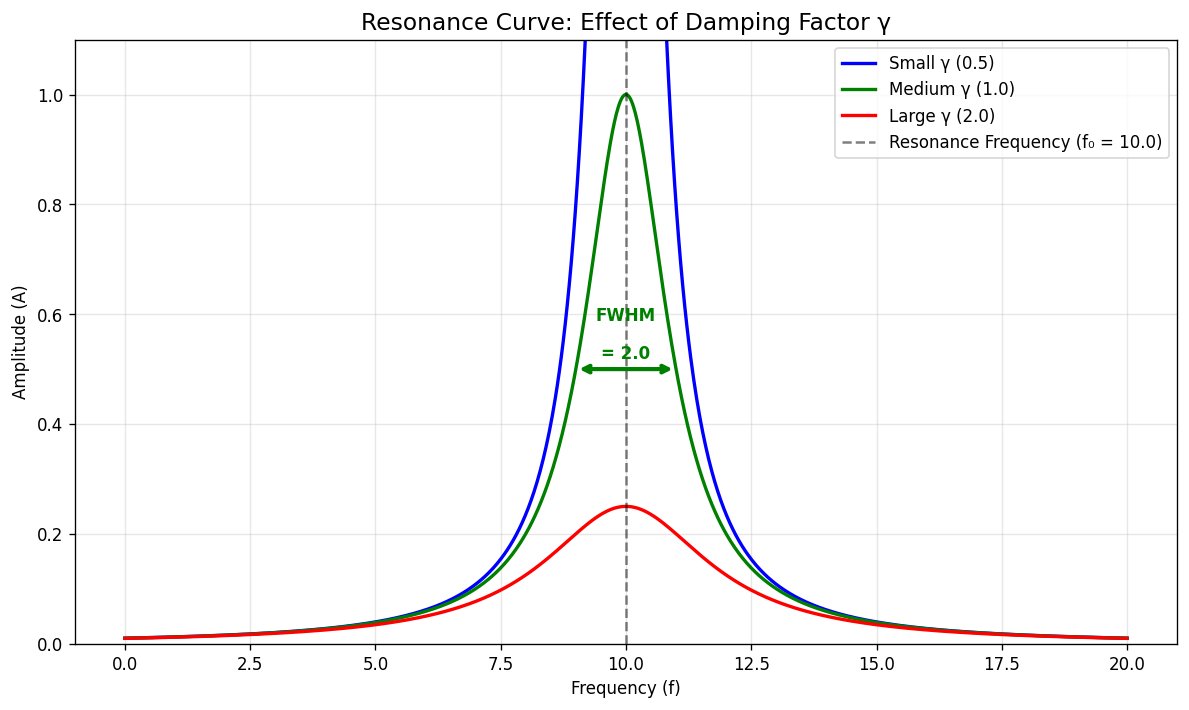 Resonance Curve: Effect of Damping Factor γ
Small γ (0.5)
Medium γ (1.0)
Large γ (2.0)
Resonance Frequency (f₀ = 10.0)
Amplitude (A)
1.0
0.8
0.6
0.4
0.2
0.0
FWHM
= 2.0
0.0 2.5 5.0 7.5 10.0 12.5 15.0 17.5 20.0
Frequency (f)